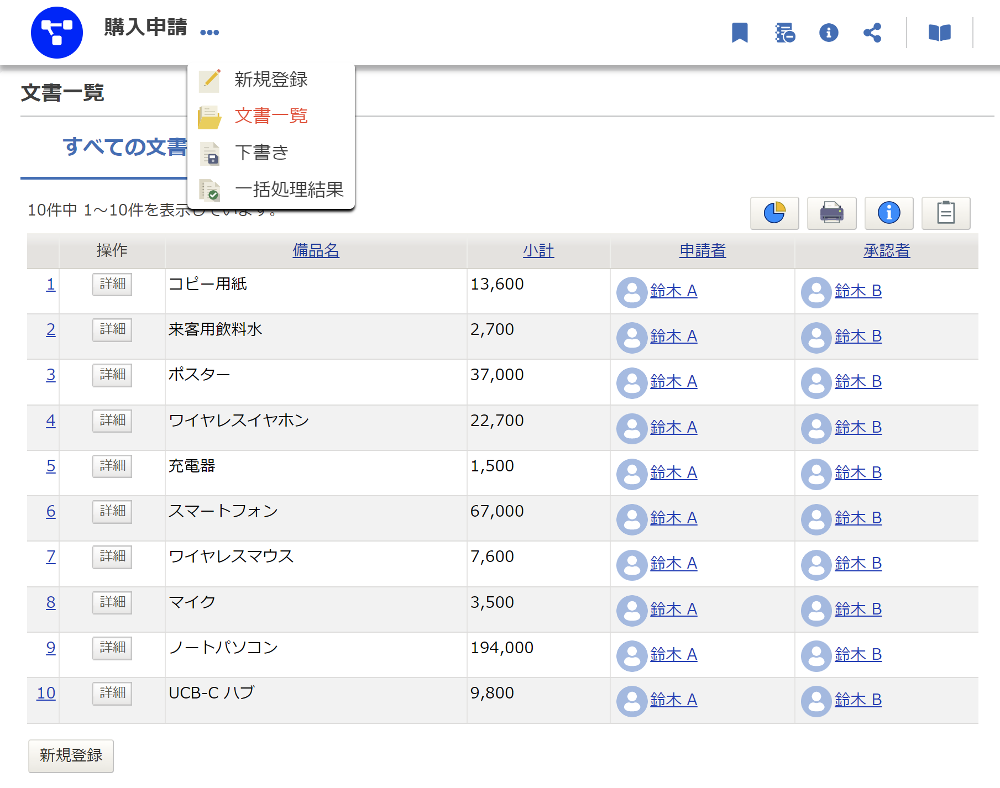 購入申請
新規登録
文書一覧
下書き
一括処理結果
文書一覧
すべての文書
10件中 1～10件を表示しています。
操作 備品名 小計 申請者 承認者
1 詳細 コピー用紙 13,600 鈴木 A 鈴木 B
2 詳細 来客用飲料水 2,700 鈴木 A 鈴木 B
3 詳細 ポスター 37,000 鈴木 A 鈴木 B
4 詳細 ワイヤレスイヤホン 22,700 鈴木 A 鈴木 B
5 詳細 充電器 1,500 鈴木 A 鈴木 B
6 詳細 スマートフォン 67,000 鈴木 A 鈴木 B
7 詳細 ワイヤレスマウス 7,600 鈴木 A 鈴木 B
8 詳細 マイク 3,500 鈴木 A 鈴木 B
9 詳細 ノートパソコン 194,000 鈴木 A 鈴木 B
10 詳細 UCB-C ハブ 9,800 鈴木 A 鈴木 B
新規登録